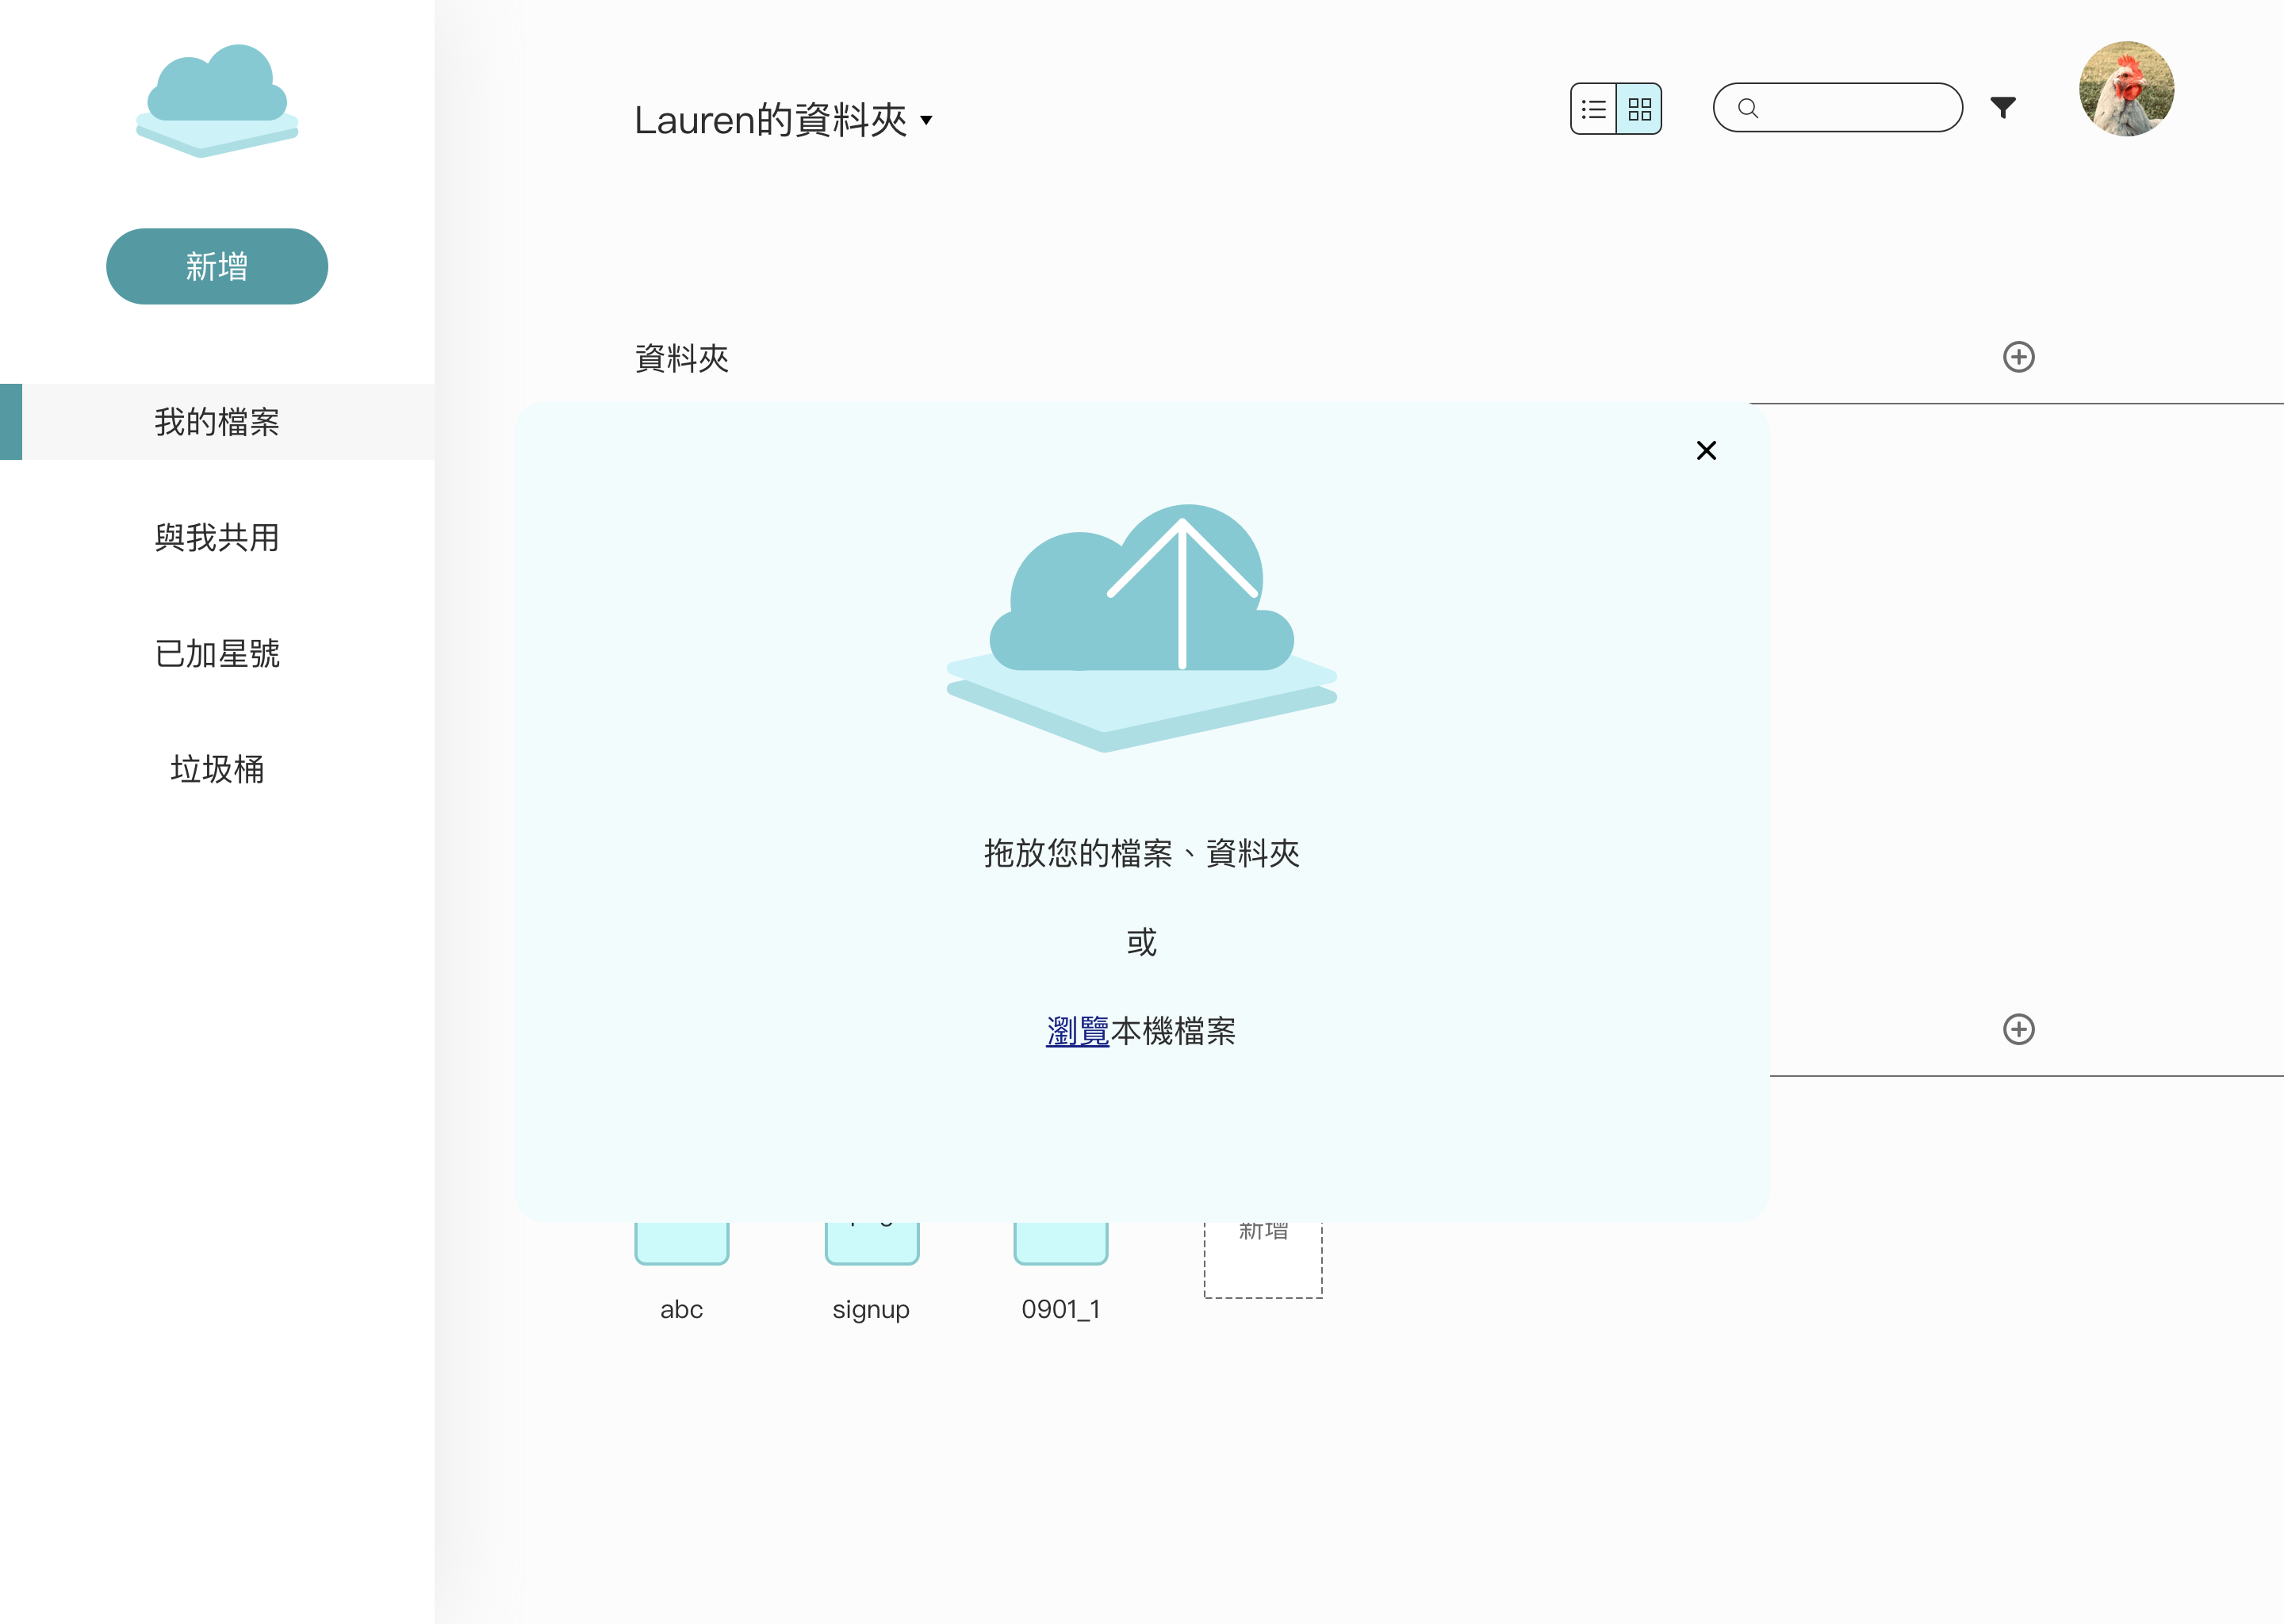 Lauren的資料夾
新增
資料夾
我的檔案
與我共用
已加星號
垃圾桶
拖放您的檔案、資料夾
或
瀏覽本機檔案
新增
abc
signup
0901_1